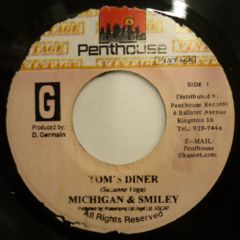 Penthouse
VINTAGE
SIDE 1
G
Produced by:
D. Germain
Distributed by:
Penthouse Records
6 Ballater Avenue
Kingston 10
Tel.: 929-7446
E-MAIL:
Penthouse
@kasnet.com
TOM'S DINER
(Suzanne Vega)
MICHIGAN & SMILEY
All Rights Reserved